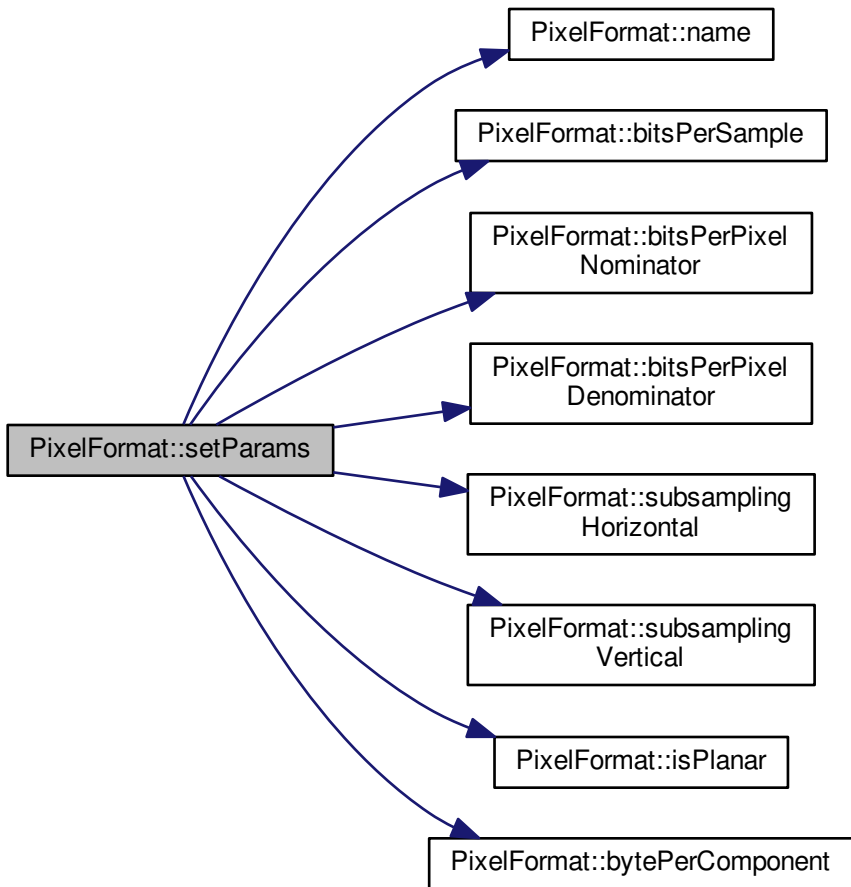 PixelFormat::name
PixelFormat::bitsPerSample
PixelFormat::bitsPerPixel
Nominator
PixelFormat::bitsPerPixel
Denominator
PixelFormat::setParams
PixelFormat::subsampling
Horizontal
PixelFormat::subsampling
Vertical
PixelFormat::isPlanar
PixelFormat::bytePerComponent